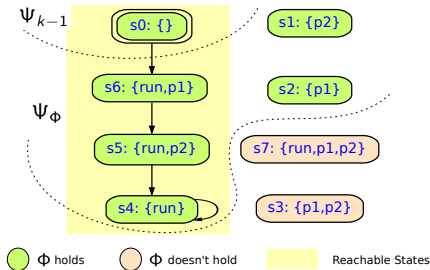 Ψk−1
s0: {}
s1: {p2}
s6: {run,p1}
s2: {p1}
ΨΦ
s5: {run,p2}
s7: {run,p1,p2}
s4: {run}
s3: {p1,p2}
Φ holds
Φ doesn't hold
Reachable States